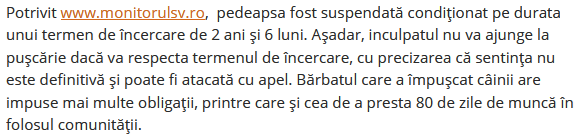 Potrivit www.monitorulsv.ro, pedeapsa fost suspendată condiţionat pe durata
unui termen de încercare de 2 ani şi 6 luni. Aşadar, inculpatul nu va ajunge la
puşcărie dacă va respecta termenul de încercare, cu precizarea că sentinţa nu
este definitivă şi poate fi atacată cu apel. Bărbatul care a împuşcat câinii are
impuse mai multe obligaţii, printre care şi cea de a presta 80 de zile de muncă în
folosul comunităţii.